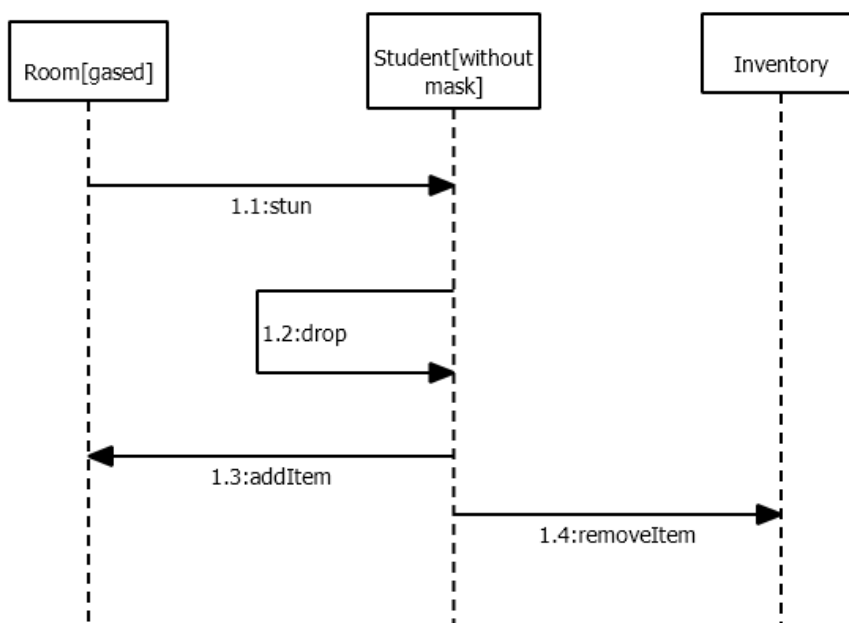 Room[gased]
Student[without
mask]
Inventory
1.1:stun
1.2:drop
1.3:addItem
1.4:removeItem